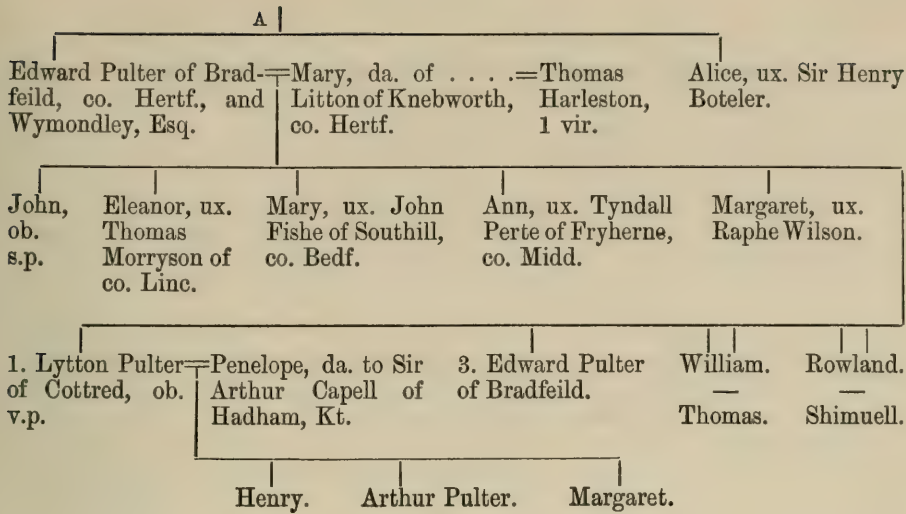 A
Edward Pulter of Brad-
feild, co. Hertf., and
Wymondley, Esq.
=Mary, da. of . . . .
Litton of Knebworth,
co. Hertf.
=Thomas
Harleston,
1 vir.
Alice, ux. Sir Henry
Boteler.
John,
ob.
s.p.
Eleanor, ux.
Thomas
Morryson of
co. Linc.
Mary, ux. John
Fishe of Southill,
co. Bedf.
Ann, ux. Tyndall
Perte of Fryherne,
co. Midd.
Margaret, ux.
Raphe Wilson.
1. Lytton Pulter
of Cottred, ob.
v.p.
=Penelope, da. to Sir
Arthur Capell of
Hadham, Kt.
3. Edward Pulter
of Bradfeild.
William.
—
Thomas.
Rowland.
—
Shimuell.
Henry.
Arthur Pulter.
Margaret.